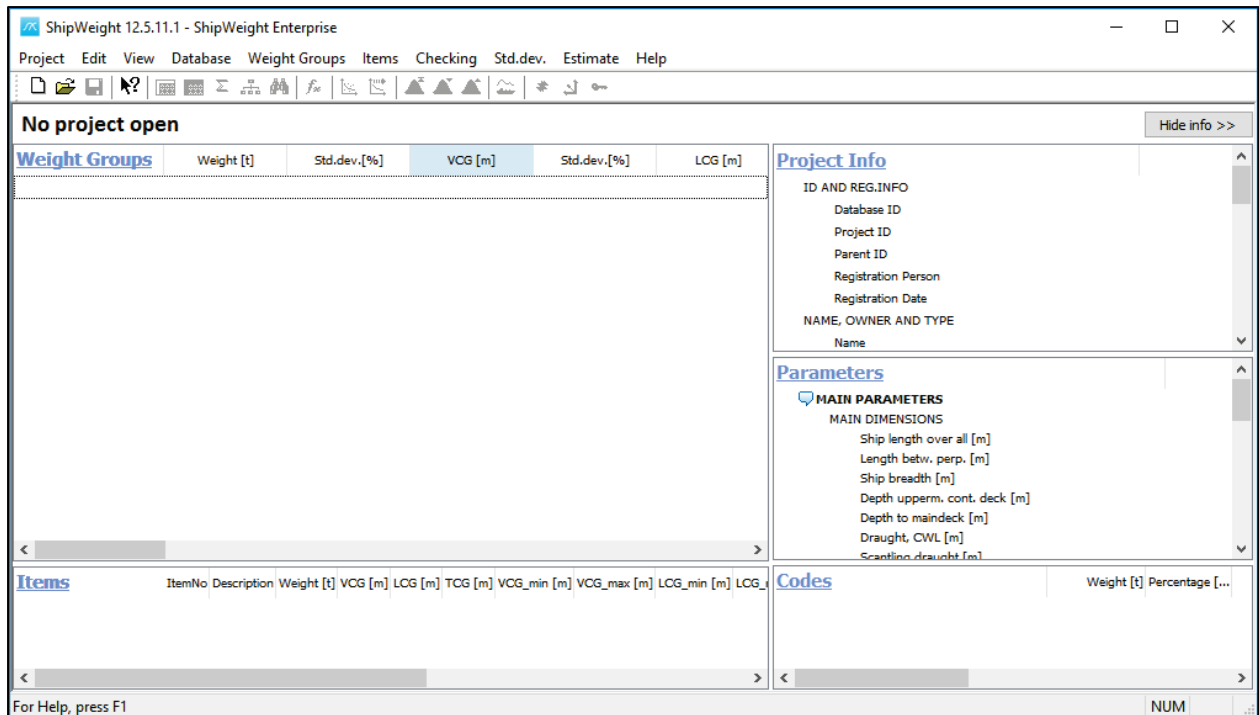 ShipWeight 12.5.11.1 - ShipWeight Enterprise
Project Edit View Database Weight Groups Items Checking Std.dev. Estimate Help
No project open
Hide info >>
Weight Groups Weight [t] Std.dev.[%] VCG [m] Std.dev.[%] LCG [m]
Project Info
ID AND REG.INFO
Database ID
Project ID
Parent ID
Registration Person
Registration Date
NAME, OWNER AND TYPE
Name
Parameters
MAIN PARAMETERS
MAIN DIMENSIONS
Ship length over all [m]
Length betw. perp. [m]
Ship breadth [m]
Depth upperm. cont. deck [m]
Depth to maindeck [m]
Draught, CWL [m]
Scantling draught [m]
Items ItemNo Description Weight [t] VCG [m] LCG [m] TCG [m] VCG_min [m] VCG_max [m] LCG_min [m] LCG_
Codes Weight [t] Percentage [...
For Help, press F1
NUM